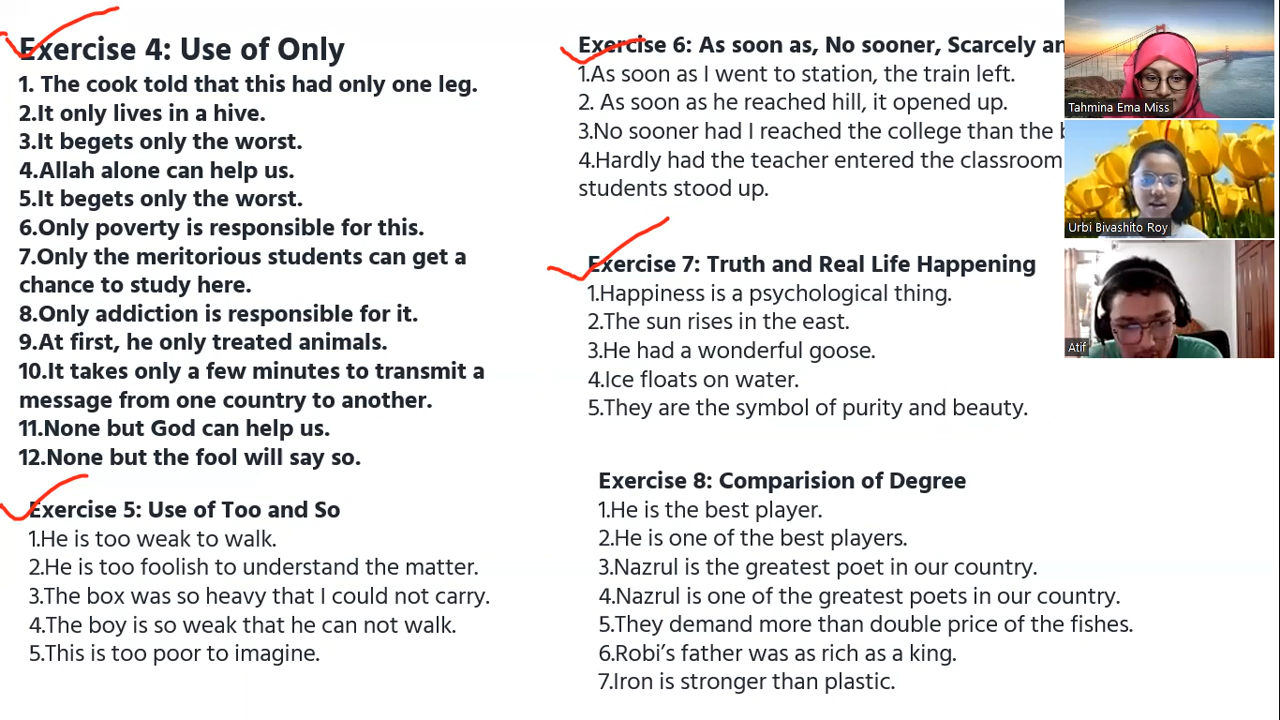 Exercise 4: Use of Only
1. The cook told that this had only one leg.
2.It only lives in a hive.
3.It begets only the worst.
4.Allah alone can help us.
5.It begets only the worst.
6.Only poverty is responsible for this.
7.Only the meritorious students can get a
chance to study here.
8.Only addiction is responsible for it.
9.At first, he only treated animals.
10.It takes only a few minutes to transmit a
message from one country to another.
11.None but God can help us.
12.None but the fool will say so.
Exercise 5: Use of Too and So
1.He is too weak to walk.
2.He is too foolish to understand the matter.
3.The box was so heavy that I could not carry.
4.The boy is so weak that he can not walk.
5.This is too poor to imagine.
Exercise 6: As soon as, No sooner, Scarcely
1.As soon as I went to station, the train left.
2. As soon as he reached hill, it opened up.
3.No sooner had I reached the college than the
4.Hardly had the teacher entered the classroom
students stood up.
Exercise 7: Truth and Real Life Happening
1.Happiness is a psychological thing.
2.The sun rises in the east.
3.He had a wonderful goose.
4.Ice floats on water.
5.They are the symbol of purity and beauty.
Exercise 8: Comparision of Degree
1.He is the best player.
2.He is one of the best players.
3.Nazrul is the greatest poet in our country.
4.Nazrul is one of the greatest poets in our country.
5.They demand more than double price of the fishes.
6.Robi's father was as rich as a king.
7.Iron is stronger than plastic.
Tahmina Ema Miss
Urbi Bivashito Roy
Atif